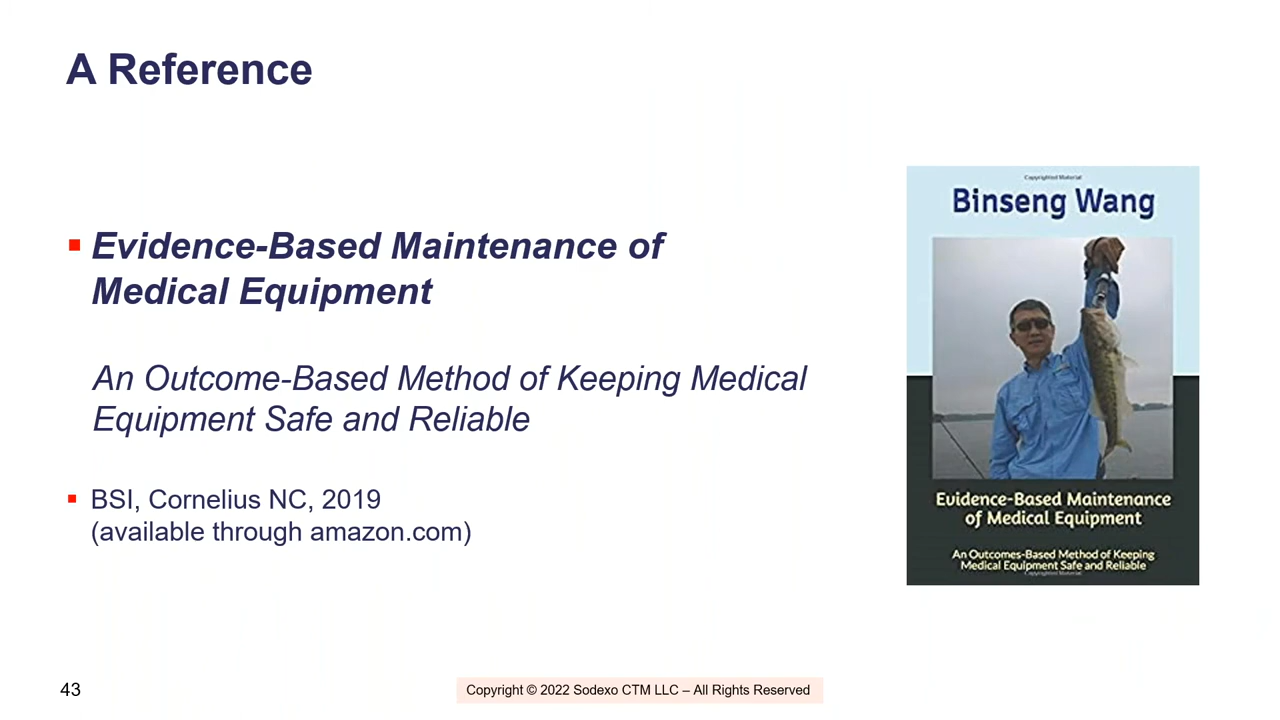 A Reference
Evidence-Based Maintenance of
Medical Equipment
An Outcome-Based Method of Keeping Medical
Equipment Safe and Reliable
BSI, Cornelius NC, 2019
(available through amazon.com)
Copyrighted Material
Binseng Wang
Evidence-Based Maintenance
of Medical Equipment
An Outcomes-Based Method of Keeping
Medical Equipment Safe and Reliable
Copyrighted Material
43
Copyright © 2022 Sodexo CTM LLC – All Rights Reserved